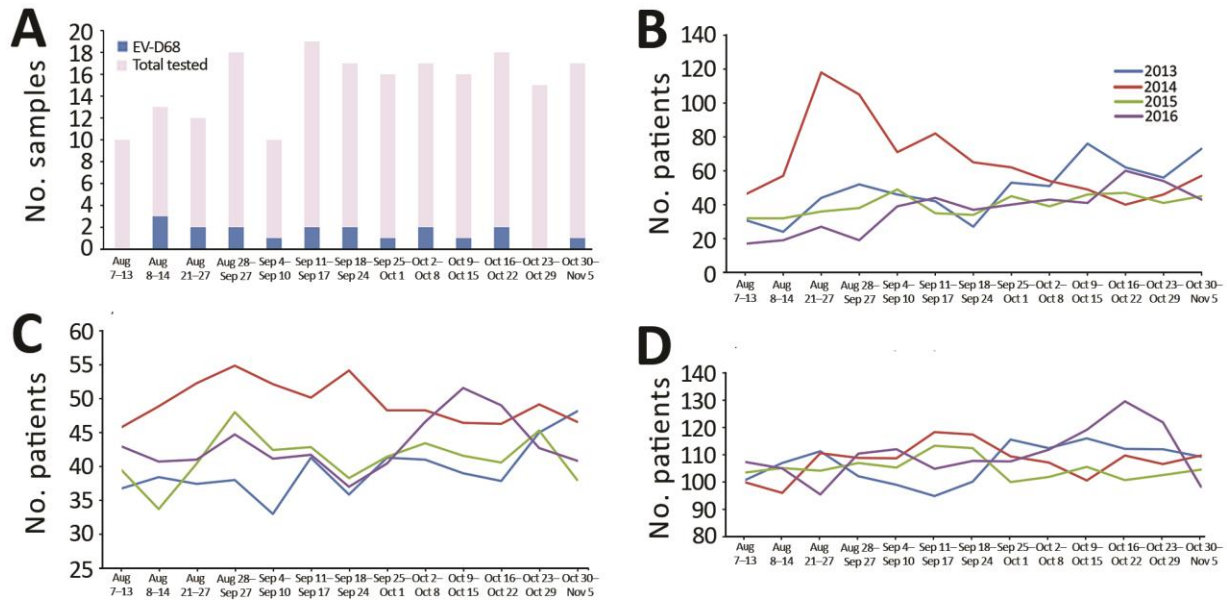 A
No. samples
20
18
16
14
12
10
8
6
4
2
0
EV-D68
Total tested
Aug 7–13
Aug 8–14
Aug 21–27
Aug 28– Sep 27
Sep 4– Sep 10
Sep 11– Sep 17
Sep 18– Sep 24
Sep 25– Oct 1
Oct 2– Oct 8
Oct 9– Oct 15
Oct 16– Oct 22
Oct 23– Oct 29
Oct 30– Nov 5
B
No. patients
140
120
100
80
60
40
20
0
2013
2014
2015
2016
Aug 7–13
Aug 8–14
Aug 21–27
Aug 28– Sep 27
Sep 4– Sep 10
Sep 11– Sep 17
Sep 18– Sep 24
Sep 25– Oct 1
Oct 2– Oct 8
Oct 9– Oct 15
Oct 16– Oct 22
Oct 23– Oct 29
Oct 30– Nov 5
C
No. patients
60
55
50
45
40
35
30
25
Aug 7–13
Aug 8–14
Aug 21–27
Aug 28– Sep 27
Sep 4– Sep 10
Sep 11– Sep 17
Sep 18– Sep 24
Sep 25– Oct 1
Oct 2– Oct 8
Oct 9– Oct 15
Oct 16– Oct 22
Oct 23– Oct 29
Oct 30– Nov 5
D
No. patients
140
130
120
110
100
90
80
Aug 7–13
Aug 8–14
Aug 21–27
Aug 28– Sep 27
Sep 4– Sep 10
Sep 11– Sep 17
Sep 18– Sep 24
Sep 25– Oct 1
Oct 2– Oct 8
Oct 9– Oct 15
Oct 16– Oct 22
Oct 23– Oct 29
Oct 30– Nov 5